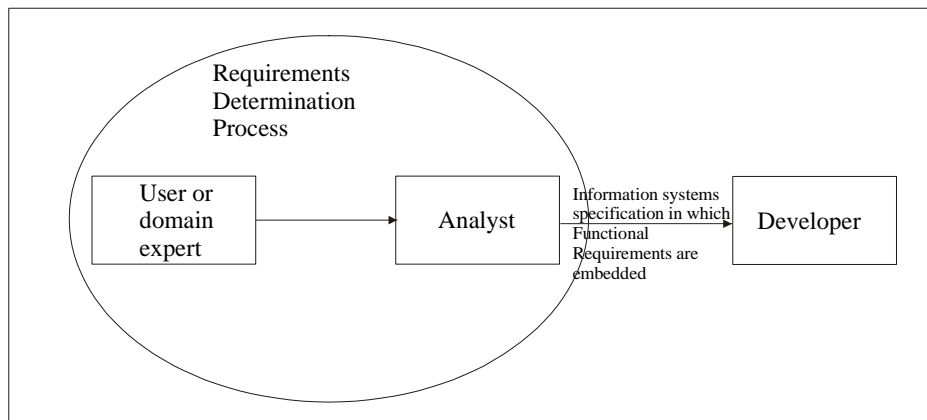 Requirements
Determination
Process
User or
domain
expert
Analyst
Information systems
specification in which
Functional
Requirements are
embedded
Developer